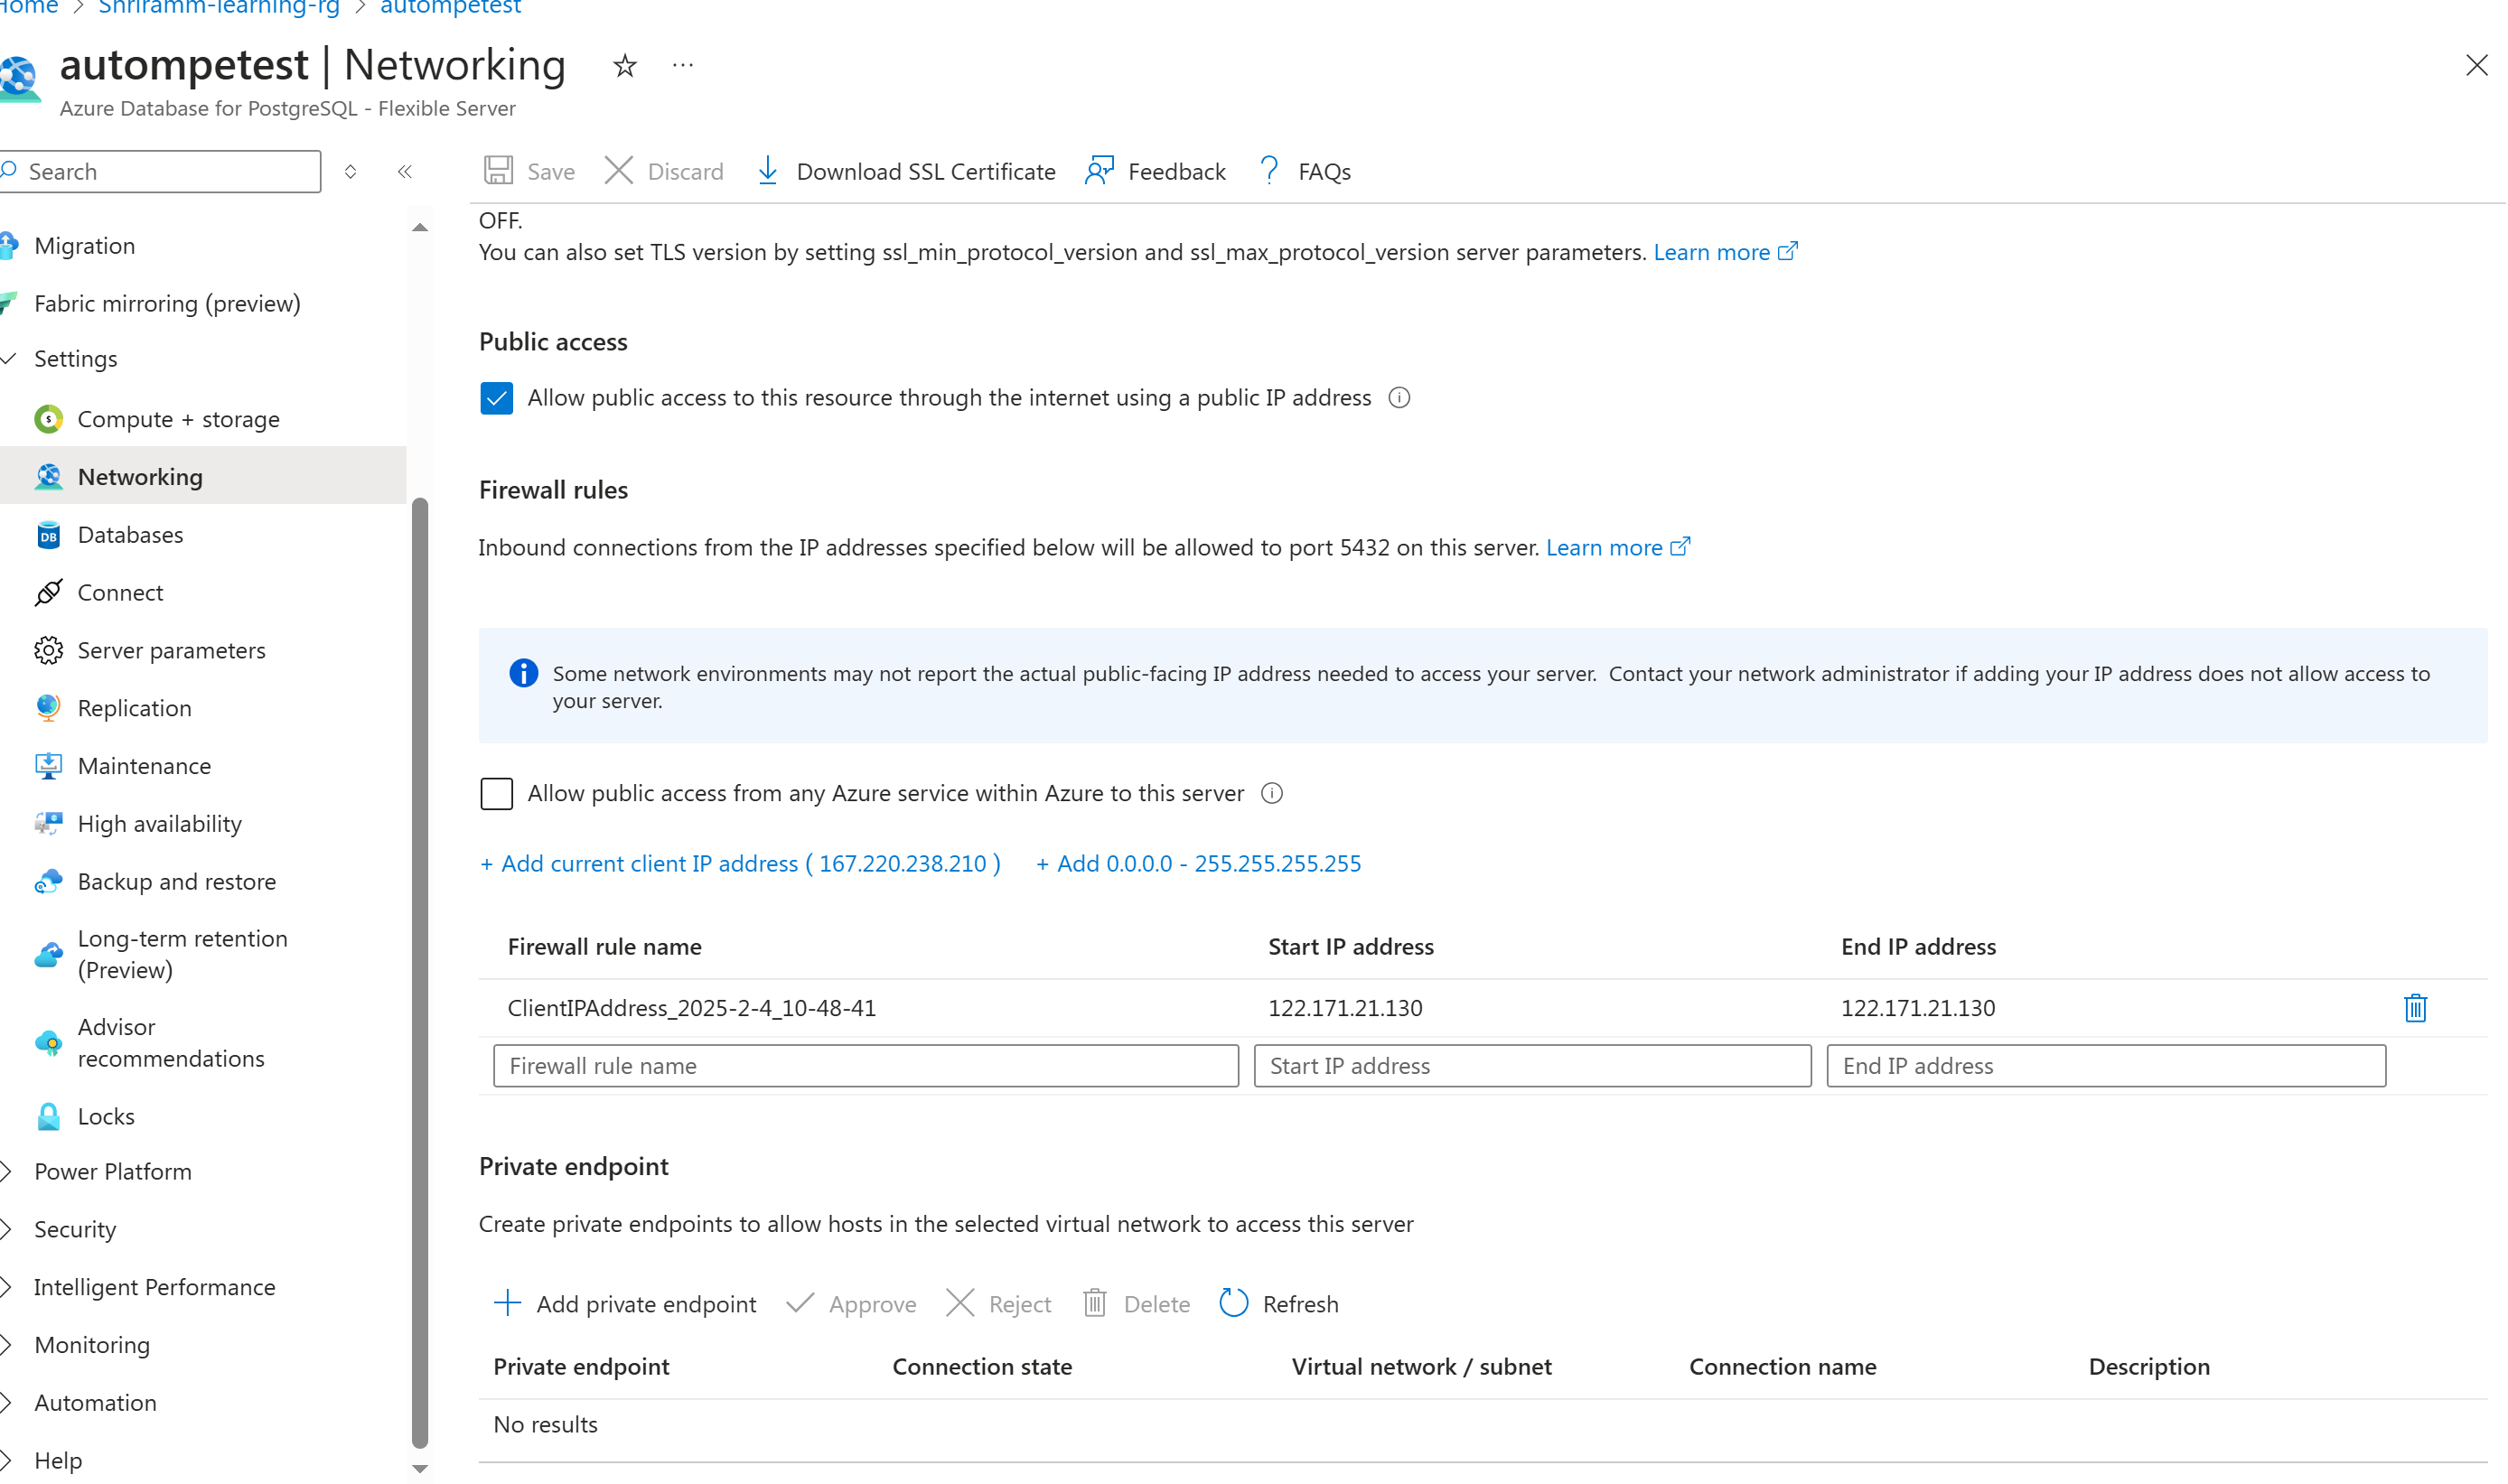 Home > Shriramm-learning-rg > autompetest
autompetest | Networking
Azure Database for PostgreSQL - Flexible Server
Search
Migration
Fabric mirroring (preview)
Settings
Compute + storage
Networking
Databases
Connect
Server parameters
Replication
Maintenance
High availability
Backup and restore
Long-term retention
(Preview)
Advisor
recommendations
Locks
Power Platform
Security
Intelligent Performance
Monitoring
Automation
Help
Save Discard Download SSL Certificate Feedback FAQs
OFF.
You can also set TLS version by setting ssl_min_protocol_version and ssl_max_protocol_version server parameters. Learn more
Public access
Allow public access to this resource through the internet using a public IP address
Firewall rules
Inbound connections from the IP addresses specified below will be allowed to port 5432 on this server. Learn more
Some network environments may not report the actual public-facing IP address needed to access your server. Contact your network administrator if adding your IP address does not allow access to
your server.
Allow public access from any Azure service within Azure to this server
+ Add current client IP address ( 167.220.238.210 ) + Add 0.0.0.0 - 255.255.255.255
Firewall rule name Start IP address End IP address
ClientIPAddress_2025-2-4_10-48-41 122.171.21.130 122.171.21.130
Firewall rule name Start IP address End IP address
Private endpoint
Create private endpoints to allow hosts in the selected virtual network to access this server
Add private endpoint Approve Reject Delete Refresh
Private endpoint Connection state Virtual network / subnet Connection name Description
No results